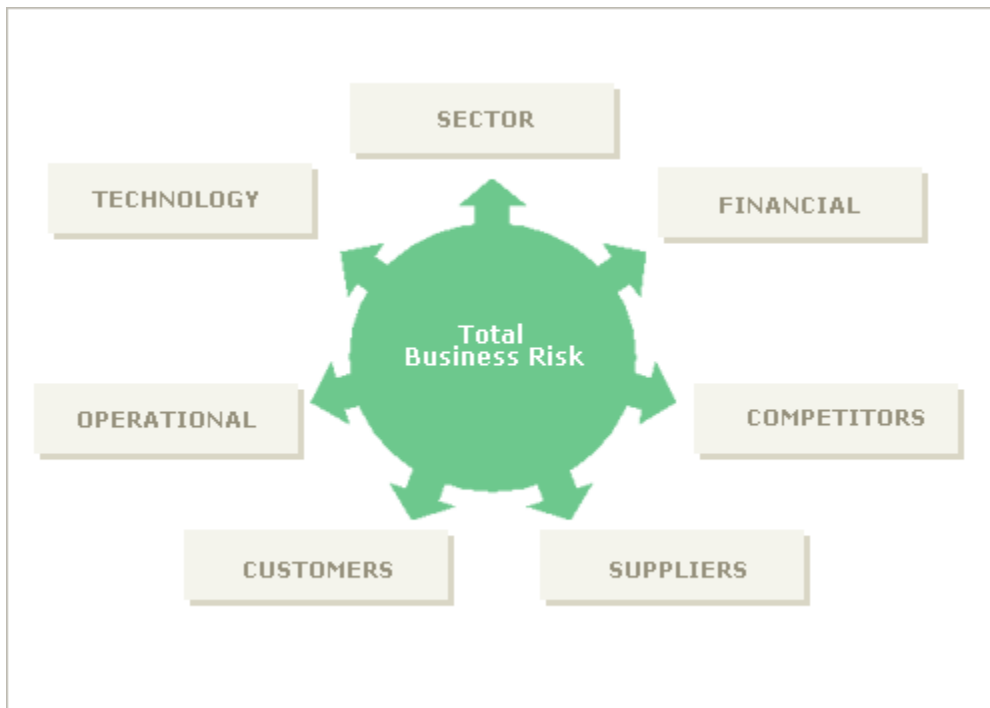 SECTOR
TECHNOLOGY
FINANCIAL
Total
Business Risk
OPERATIONAL
COMPETITORS
CUSTOMERS
SUPPLIERS